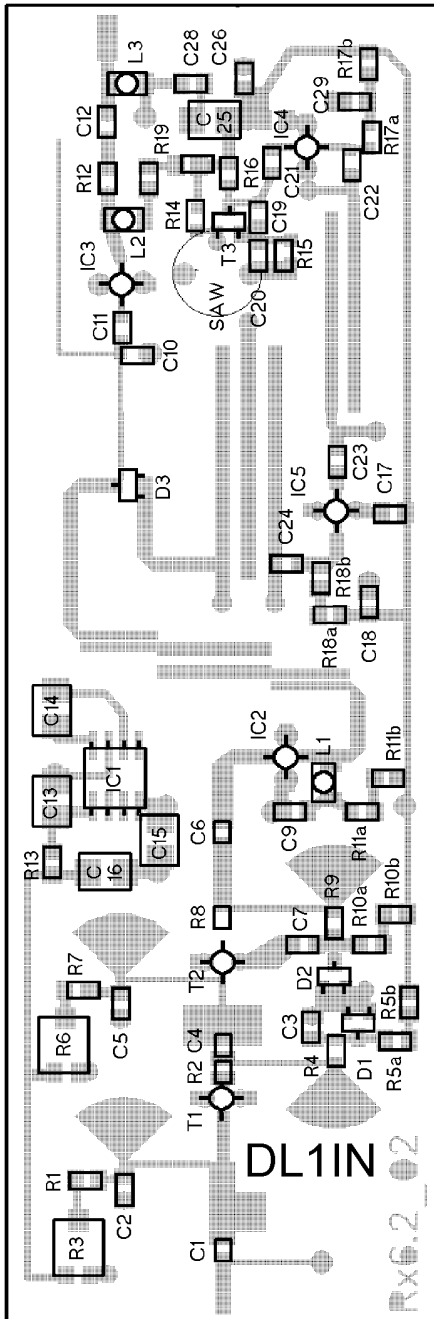 L3
C28
C26
R17b
C12
C
25
IC4
C29
R17a
R12
R19
R16
C21
C22
R14
C19
L2
T3
R15
IC3
SAW
C20
C11
C10
D3
IC5
C23
C17
C24
R18b
R18a
C18
C14
IC2
L1
IC1
C13
R11b
C15
C6
C9
R11a
R13
C
16
R8
R9
R10a
R10b
C7
R7
T2
D2
R6
C5
R5b
C4
C3
R2
R4
D1
R5a
T1
DL1IN
R1
C2
R3
C1
Rx6.2_02